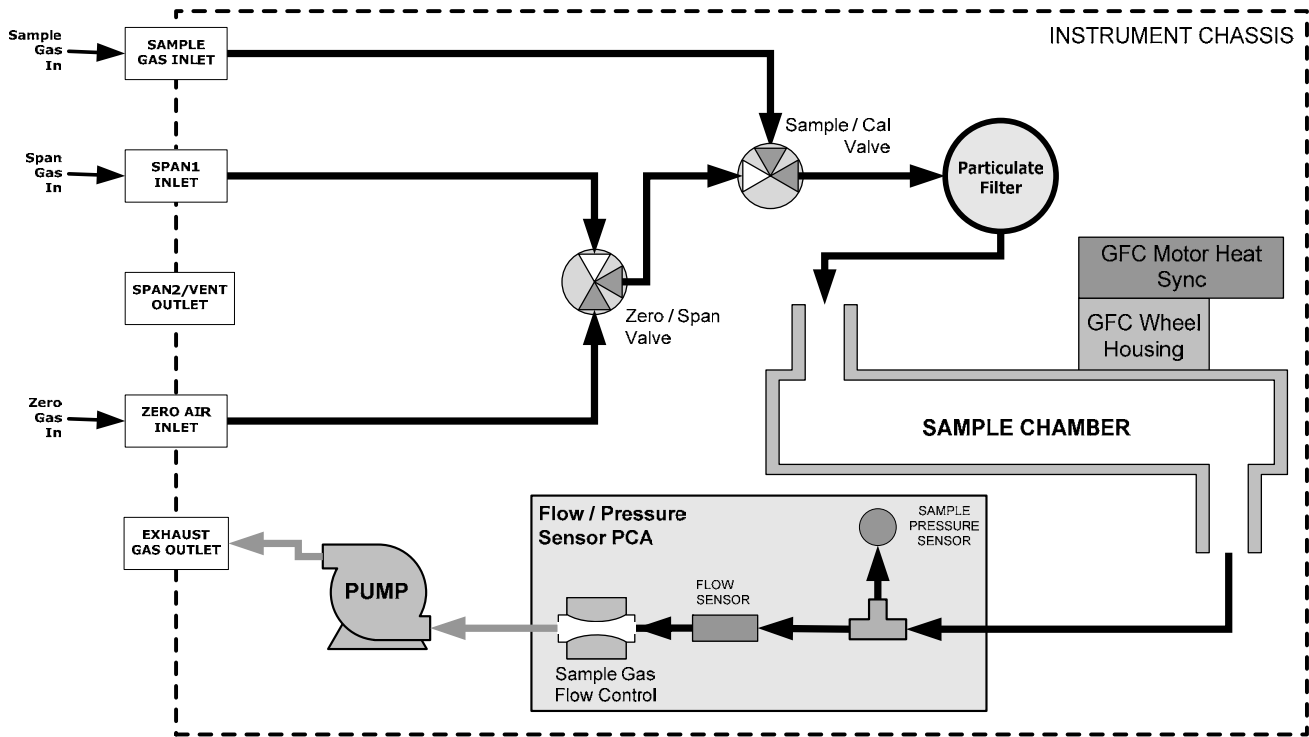 INSTRUMENT CHASSIS
Sample
Gas
In
SAMPLE
GAS INLET
Span
Gas
In
SPAN1
INLET
SPAN2/VENT
OUTLET
Zero
Gas
In
ZERO AIR
INLET
EXHAUST
GAS OUTLET
Sample / Cal
Valve
Zero / Span
Valve
Particulate
Filter
GFC Motor Heat
Sync
GFC Wheel
Housing
SAMPLE CHAMBER
Flow / Pressure
Sensor PCA
SAMPLE
PRESSURE
SENSOR
FLOW
SENSOR
Sample Gas
Flow Control
PUMP